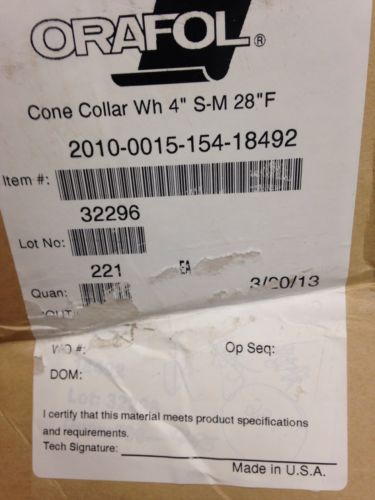 ORAFOL®
Cone Collar Wh 4" S-M 28"F
2010-0015-154-18492
Item #:
32296
Lot No:
221 EA
Quan: 3/20/13
WO #: Op Seq:
DOM:
I certify that this material meets product specifications
and requirements.
Tech Signature:
Made in U.S.A.